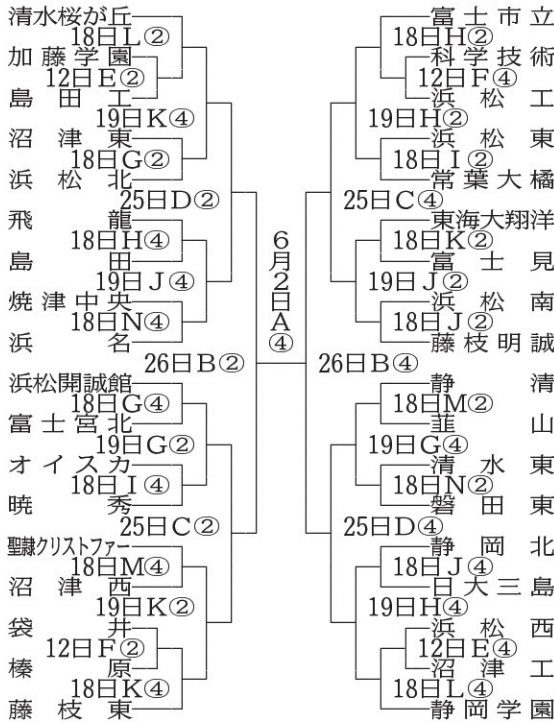 清水桜が丘
18日L②
加藤学園
12日E②
島田工
19日K④
沼津東
18日G②
浜松北
25日D②
飛龍
18日H④
島田
19日J④
焼津中央
18日N④
浜名
26日B②
浜松開誠館
18日G④
富士宮北
19日G②
オイスカ
18日I④
暁秀
25日C②
聖隷クリストファー
18日M④
沼津西
19日K②
袋井
12日F②
榛原
18日K④
藤枝東
6月2日A④
富士市立
18日H②
科学技術
12日F④
浜松工
19日H②
浜松東
18日I②
常葉大橘
25日C④
東海大翔洋
18日K②
富士見
19日J②
浜松南
18日J②
藤枝明誠
26日B④
静清
18日M②
韮山
19日G④
清水東
18日N②
磐田東
25日D④
静岡北
18日J④
日大三島
19日H④
浜松西
12日E④
沼津工
18日L④
静岡学園